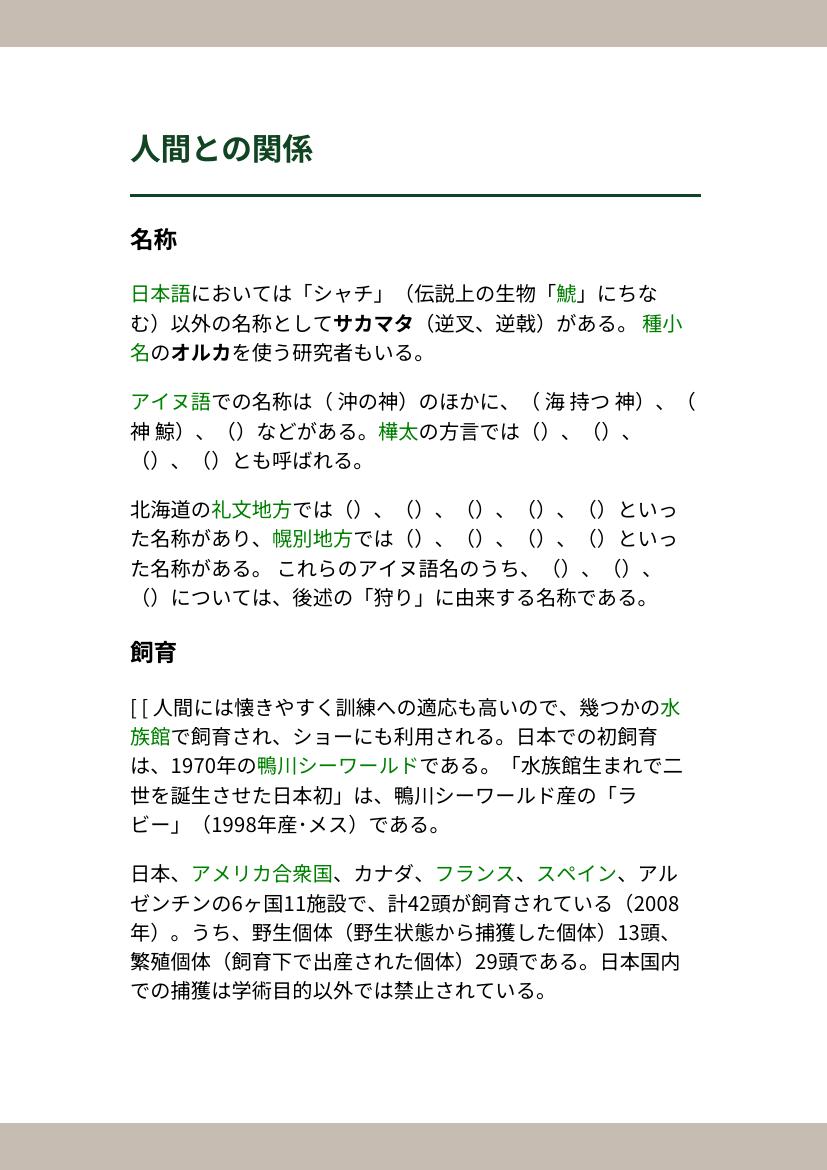 人間との関係
名称
日本語においては「シャチ」（伝説上の生物「鯱」にちな
む）以外の名称としてサカマタ（逆叉、逆戟）がある。 種小
名のオルカを使う研究者もいる。
アイヌ語での名称は（ 沖の神）のほかに、（ 海 持つ 神）、（
神 鯨）、（）などがある。樺太の方言では（）、（）、
（）、（）とも呼ばれる。
北海道の礼文地方では（）、（）、（）、（）、（）といっ
た名称があり、幌別地方では（）、（）、（）、（）といっ
た名称がある。 これらのアイヌ語名のうち、（）、（）、
（）については、後述の「狩り」に由来する名称である。
飼育
[ [ 人間には懐きやすく訓練への適応も高いので、幾つかの水
族館で飼育され、ショーにも利用される。日本での初飼育
は、1970年の鴨川シーワールドである。「水族館生まれで二
世を誕生させた日本初」は、鴨川シーワールド産の「ラ
ビー」（1998年産･メス）である。
日本、アメリカ合衆国、カナダ、フランス、スペイン、アル
ゼンチンの6ヶ国11施設で、計42頭が飼育されている（2008
年）。うち、野生個体（野生状態から捕獲した個体）13頭、
繁殖個体（飼育下で出産された個体）29頭である。日本国内
での捕獲は学術目的以外では禁止されている。